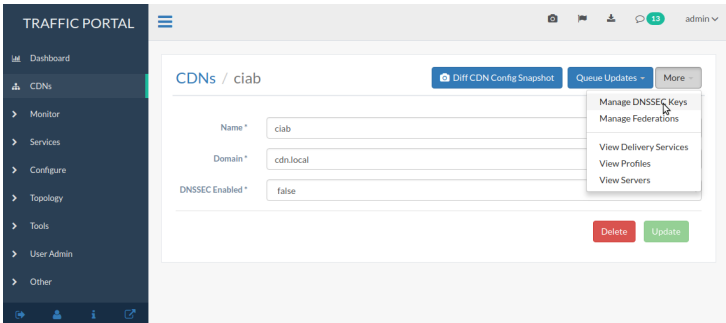 TRAFFIC PORTAL
13
admin
Dashboard
CDNs
Monitor
Services
Configure
Topology
Tools
User Admin
Other
CDNs / ciab
Diff CDN Config Snapshot
Queue Updates
More
Manage DNSSEC Keys
Manage Federations
View Delivery Services
View Profiles
View Servers
Name *
ciab
Domain *
cdn.local
DNSSEC Enabled *
false
Delete
Update